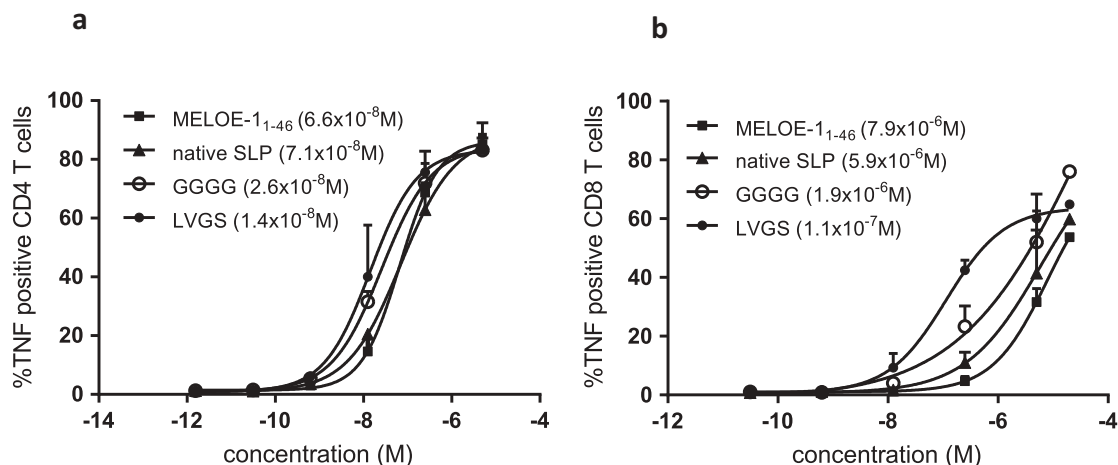 a
100
80
60
40
20
0
%TNF positive CD4 T cells
MELOE-1₁₋₄₆ (6.6x10⁻⁸M)
native SLP (7.1x10⁻⁸M)
GGGG (2.6x10⁻⁸M)
LVGS (1.4x10⁻⁸M)
-14 -12 -10 -8 -6 -4
concentration (M)
b
100
80
60
40
20
0
%TNF positive CD8 T cells
MELOE-1₁₋₄₆ (7.9x10⁻⁶M)
native SLP (5.9x10⁻⁶M)
GGGG (1.9x10⁻⁶M)
LVGS (1.1x10⁻⁷M)
-12 -10 -8 -6 -4
concentration (M)